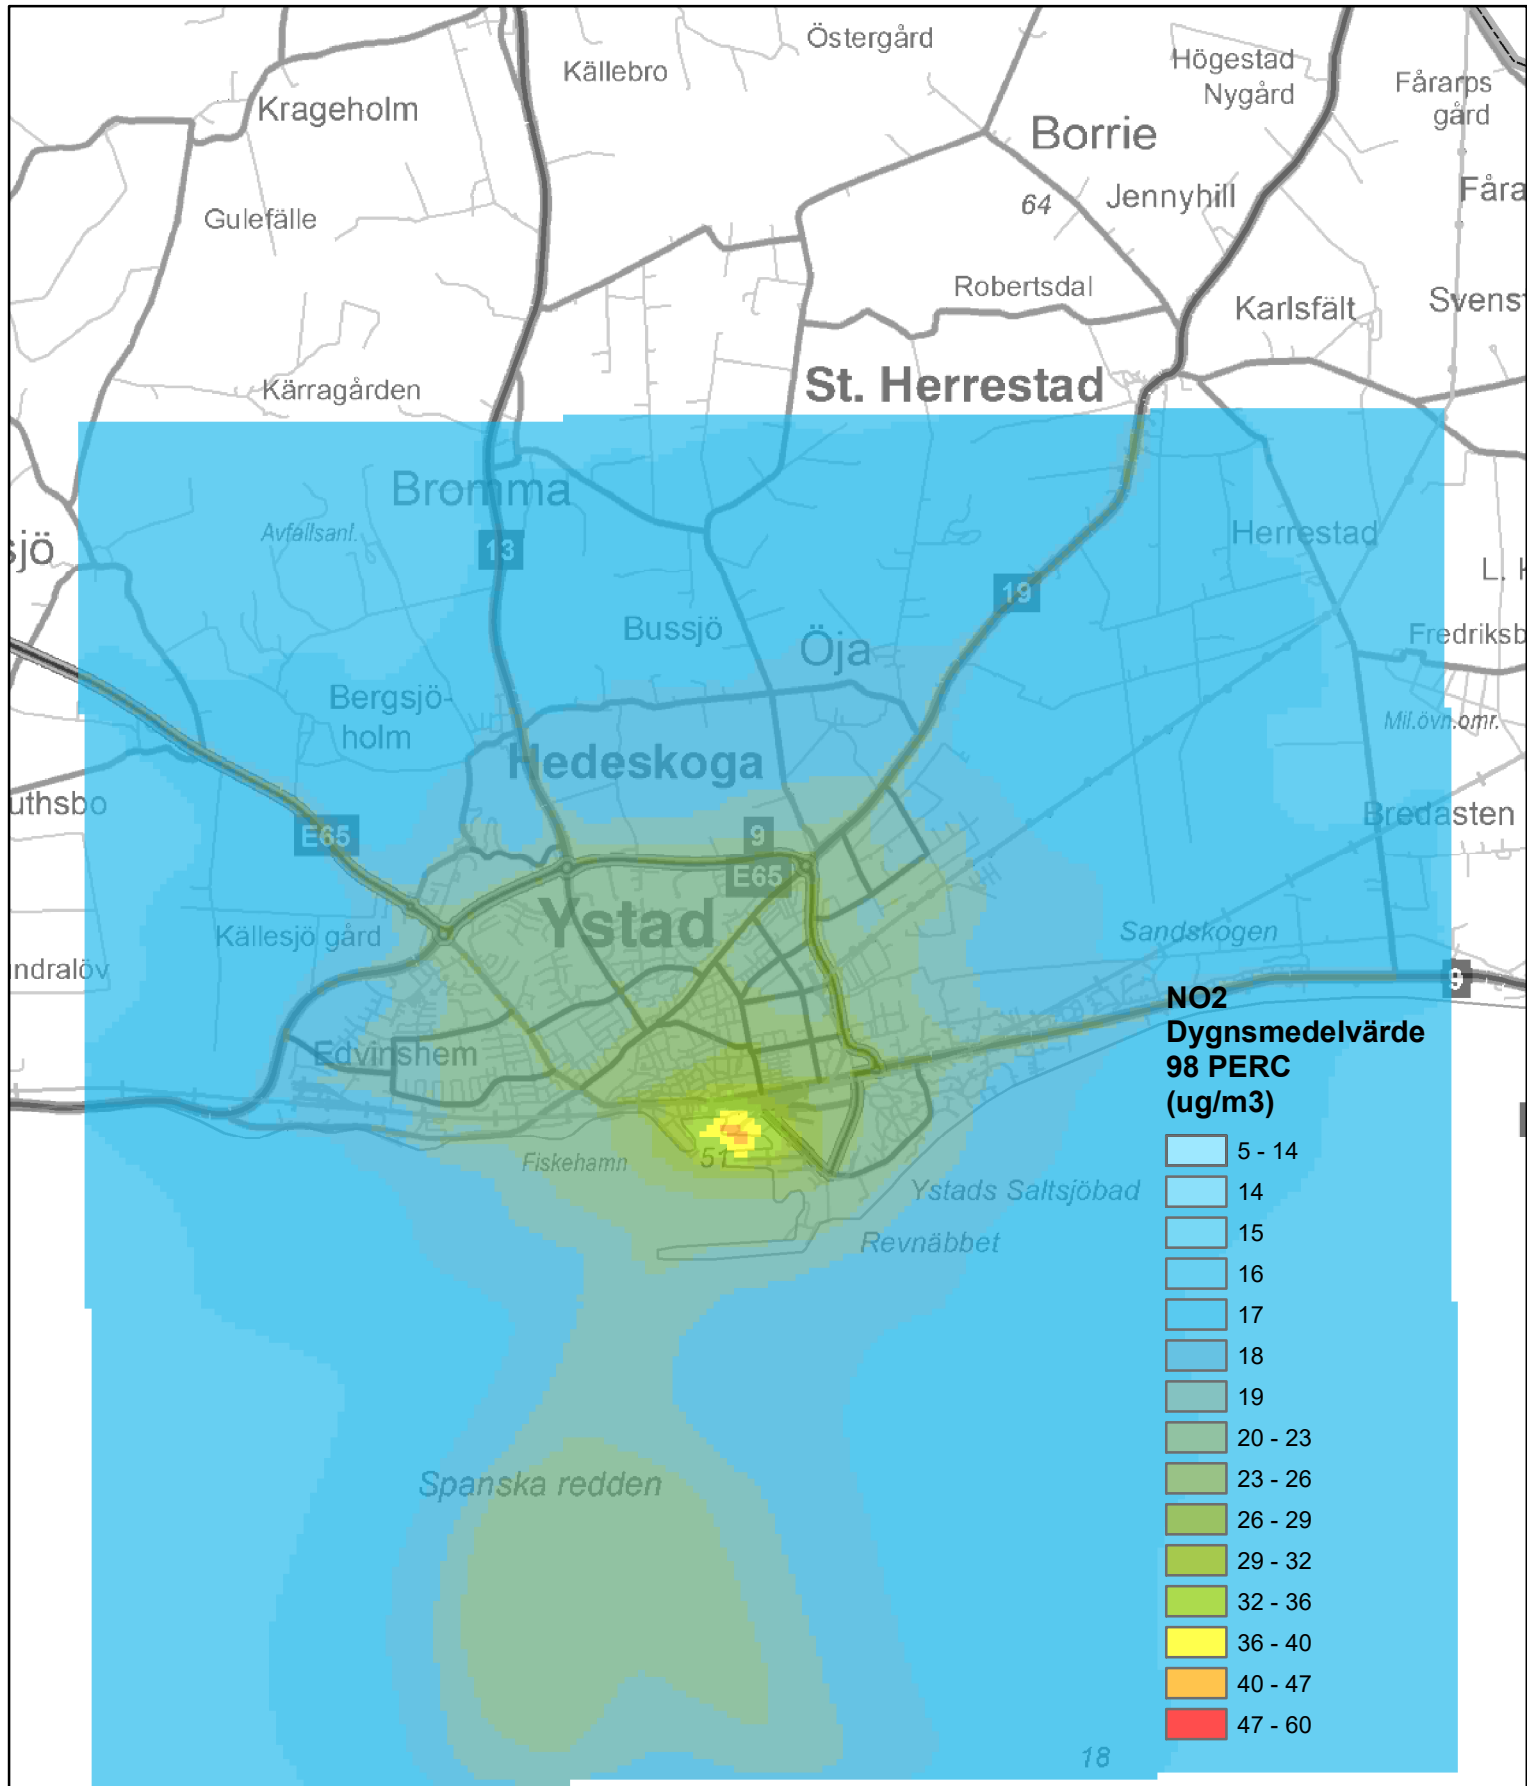 Östergård
Källebro
Högestad
Nygård
Fårarps
gård
Krageholm
Borrie
Fåra
Jennyhill
64
Gulefälle
Robertsdal
Karlsfält
Svenst
Kärragården
St. Herrestad
Bromma
Avfallsanl.
13
sjö
Herrestad
19
L.
Bussjö
Öja
Fredriksb
Bergsjö-
holm
Mil.övn.omr.
Hedeskoga
uthsbo
Bredasten
E65
9
E65
Ystad
Källesjö gård
Sandskogen
ndralöv
9
Edvinshem
Fiskehamn
51
Ystads Saltsjöbad
Revnäbbet
Spanska redden
18
NO2
Dygnsmedelvärde
98 PERC
(ug/m3)
5 - 14
14
15
16
17
18
19
20 - 23
23 - 26
26 - 29
29 - 32
32 - 36
36 - 40
40 - 47
47 - 60